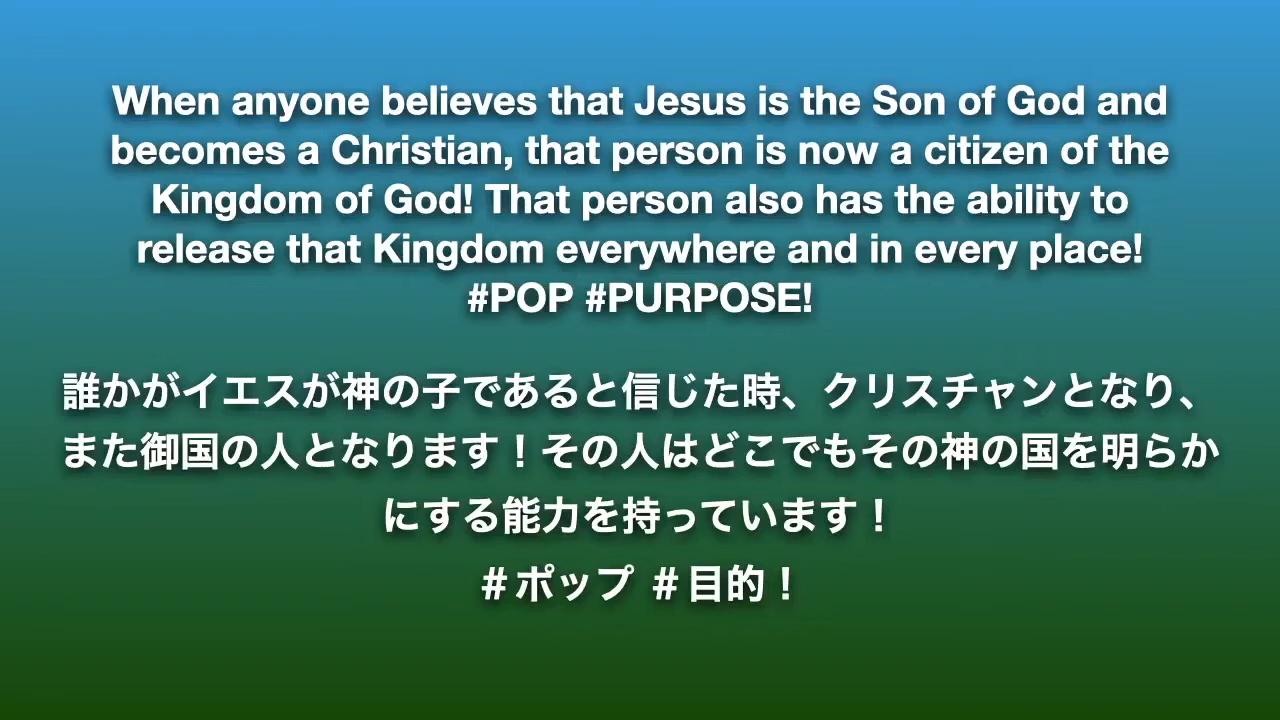 When anyone believes that Jesus is the Son of God and
becomes a Christian, that person is now a citizen of the
Kingdom of God! That person also has the ability to
release that Kingdom everywhere and in every place!
#POP #PURPOSE!
誰かがイエスが神の子であると信じた時、クリスチャンとなり、
また御国の人となります！その人はどこでもその神の国を明らか
にする能力を持っています！
＃ポップ ＃目的！